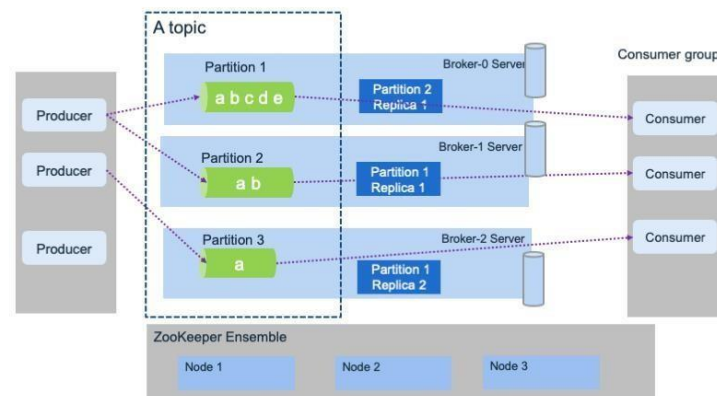 A topic
Broker-0 Server
Consumer group
Partition 1
a b c d e
Partition 2
Replica 1
Producer
Consumer
Broker-1 Server
Partition 2
a b
Partition 1
Replica 1
Producer
Consumer
Partition 3
Broker-2 Server
a
Producer
Consumer
Partition 1
Replica 2
ZooKeeper Ensemble
Node 1
Node 2
Node 3